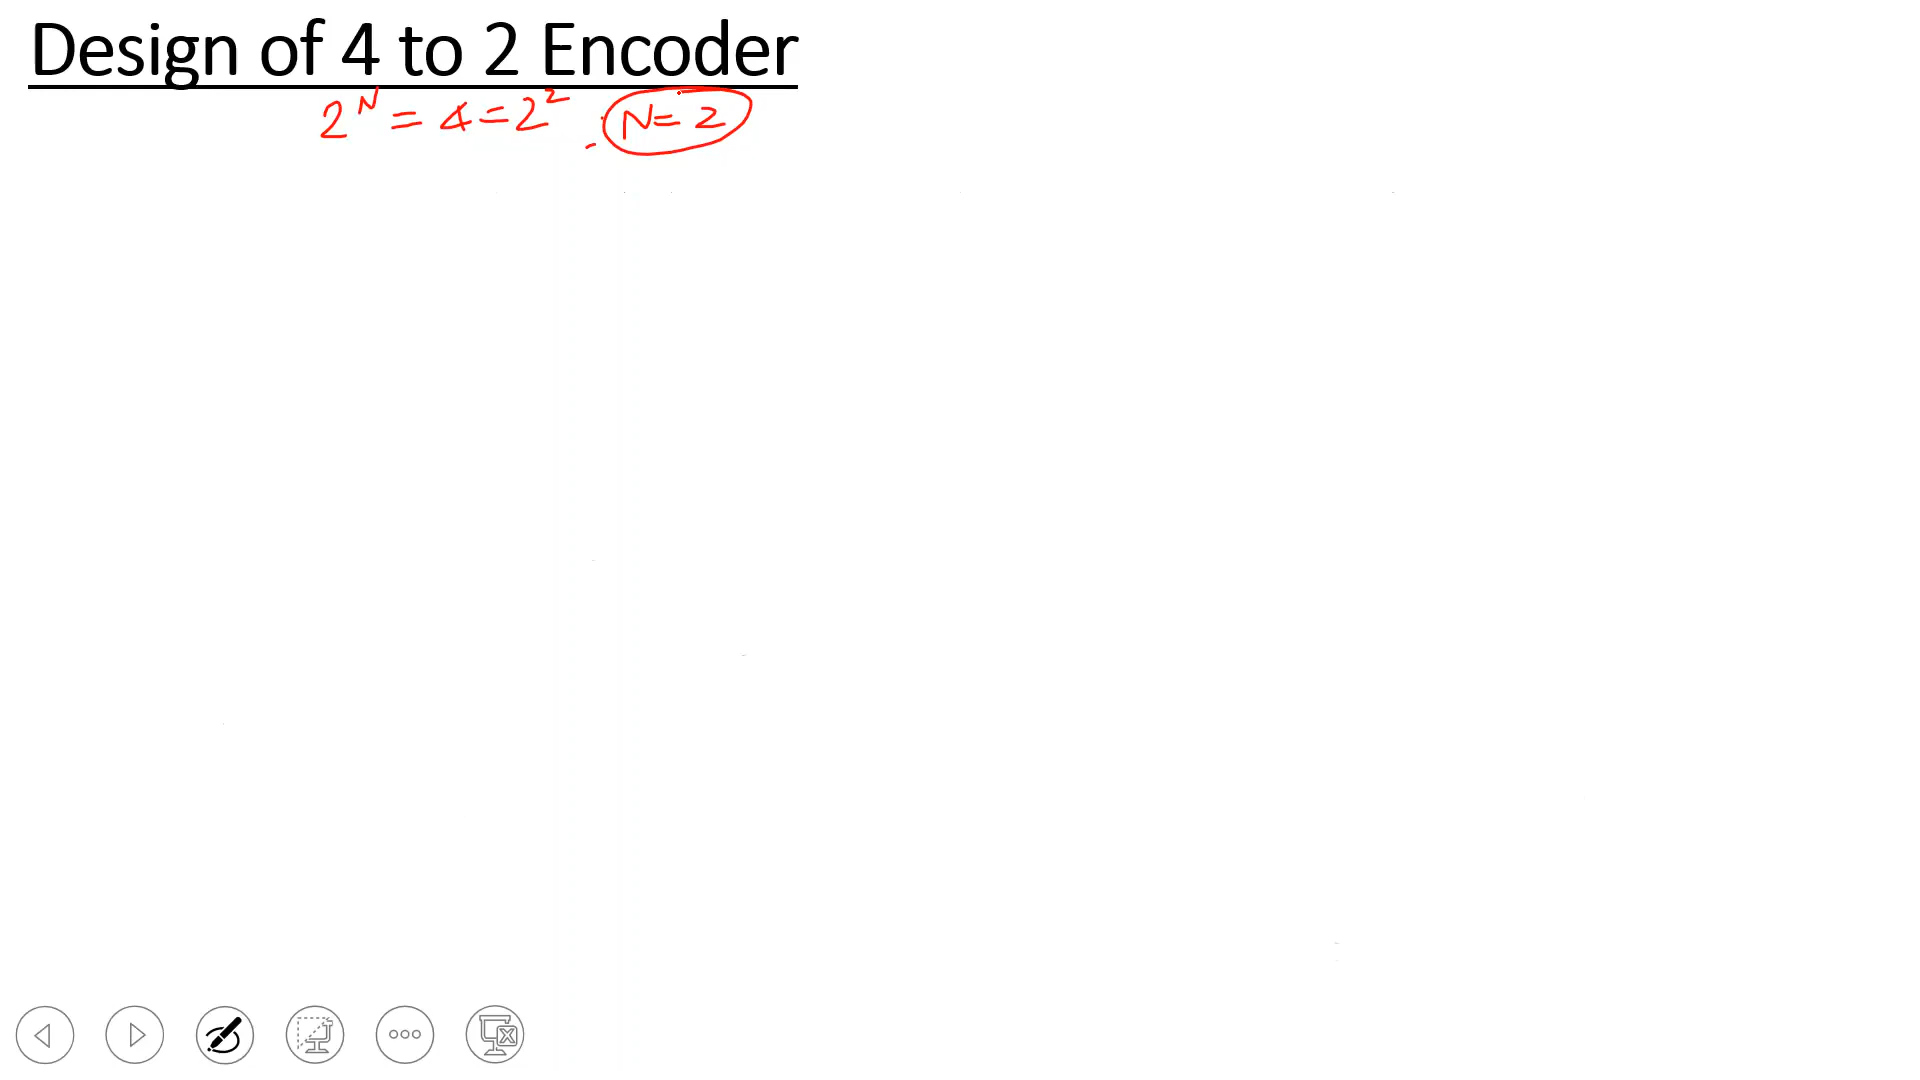 Design of 4 to 2 Encoder
2^N = 4 = 2^2 ∴ N = 2